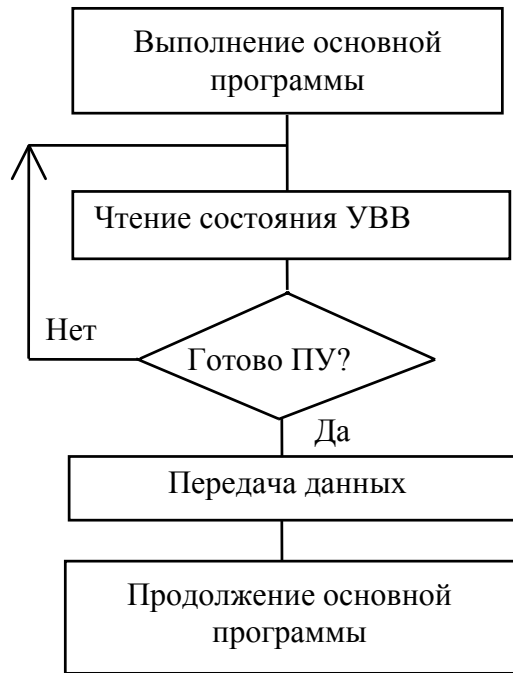 Выполнение основной
программы
Чтение состояния УВВ
Нет
Готово ПУ?
Да
Передача данных
Продолжение основной
программы